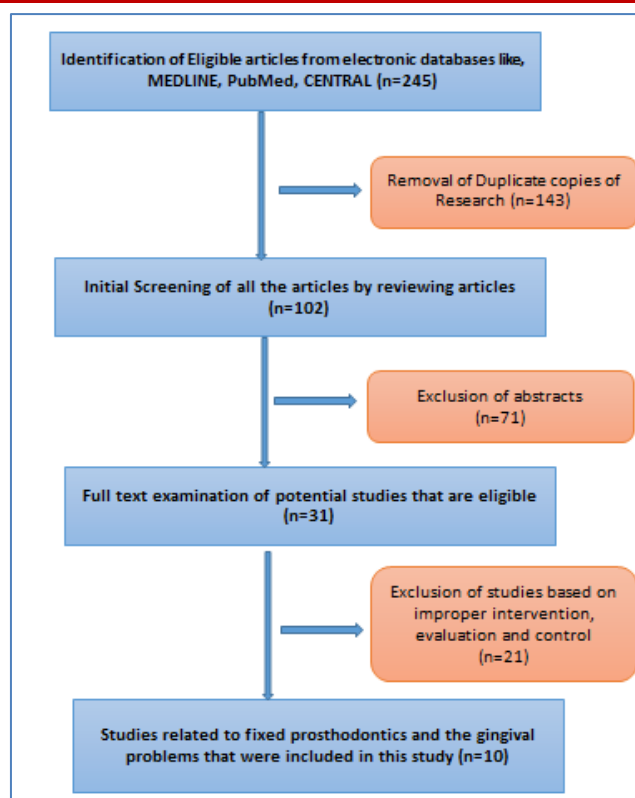 Identification of Eligible articles from electronic databases like,
MEDLINE, PubMed, CENTRAL (n=245)
Removal of Duplicate copies of
Research (n=143)
Initial Screening of all the articles by reviewing articles
(n=102)
Exclusion of abstracts
(n=71)
Full text examination of potential studies that are eligible
(n=31)
Exclusion of studies based on
improper intervention,
evaluation and control
(n=21)
Studies related to fixed prosthodontics and the gingival
problems that were included in this study (n=10)